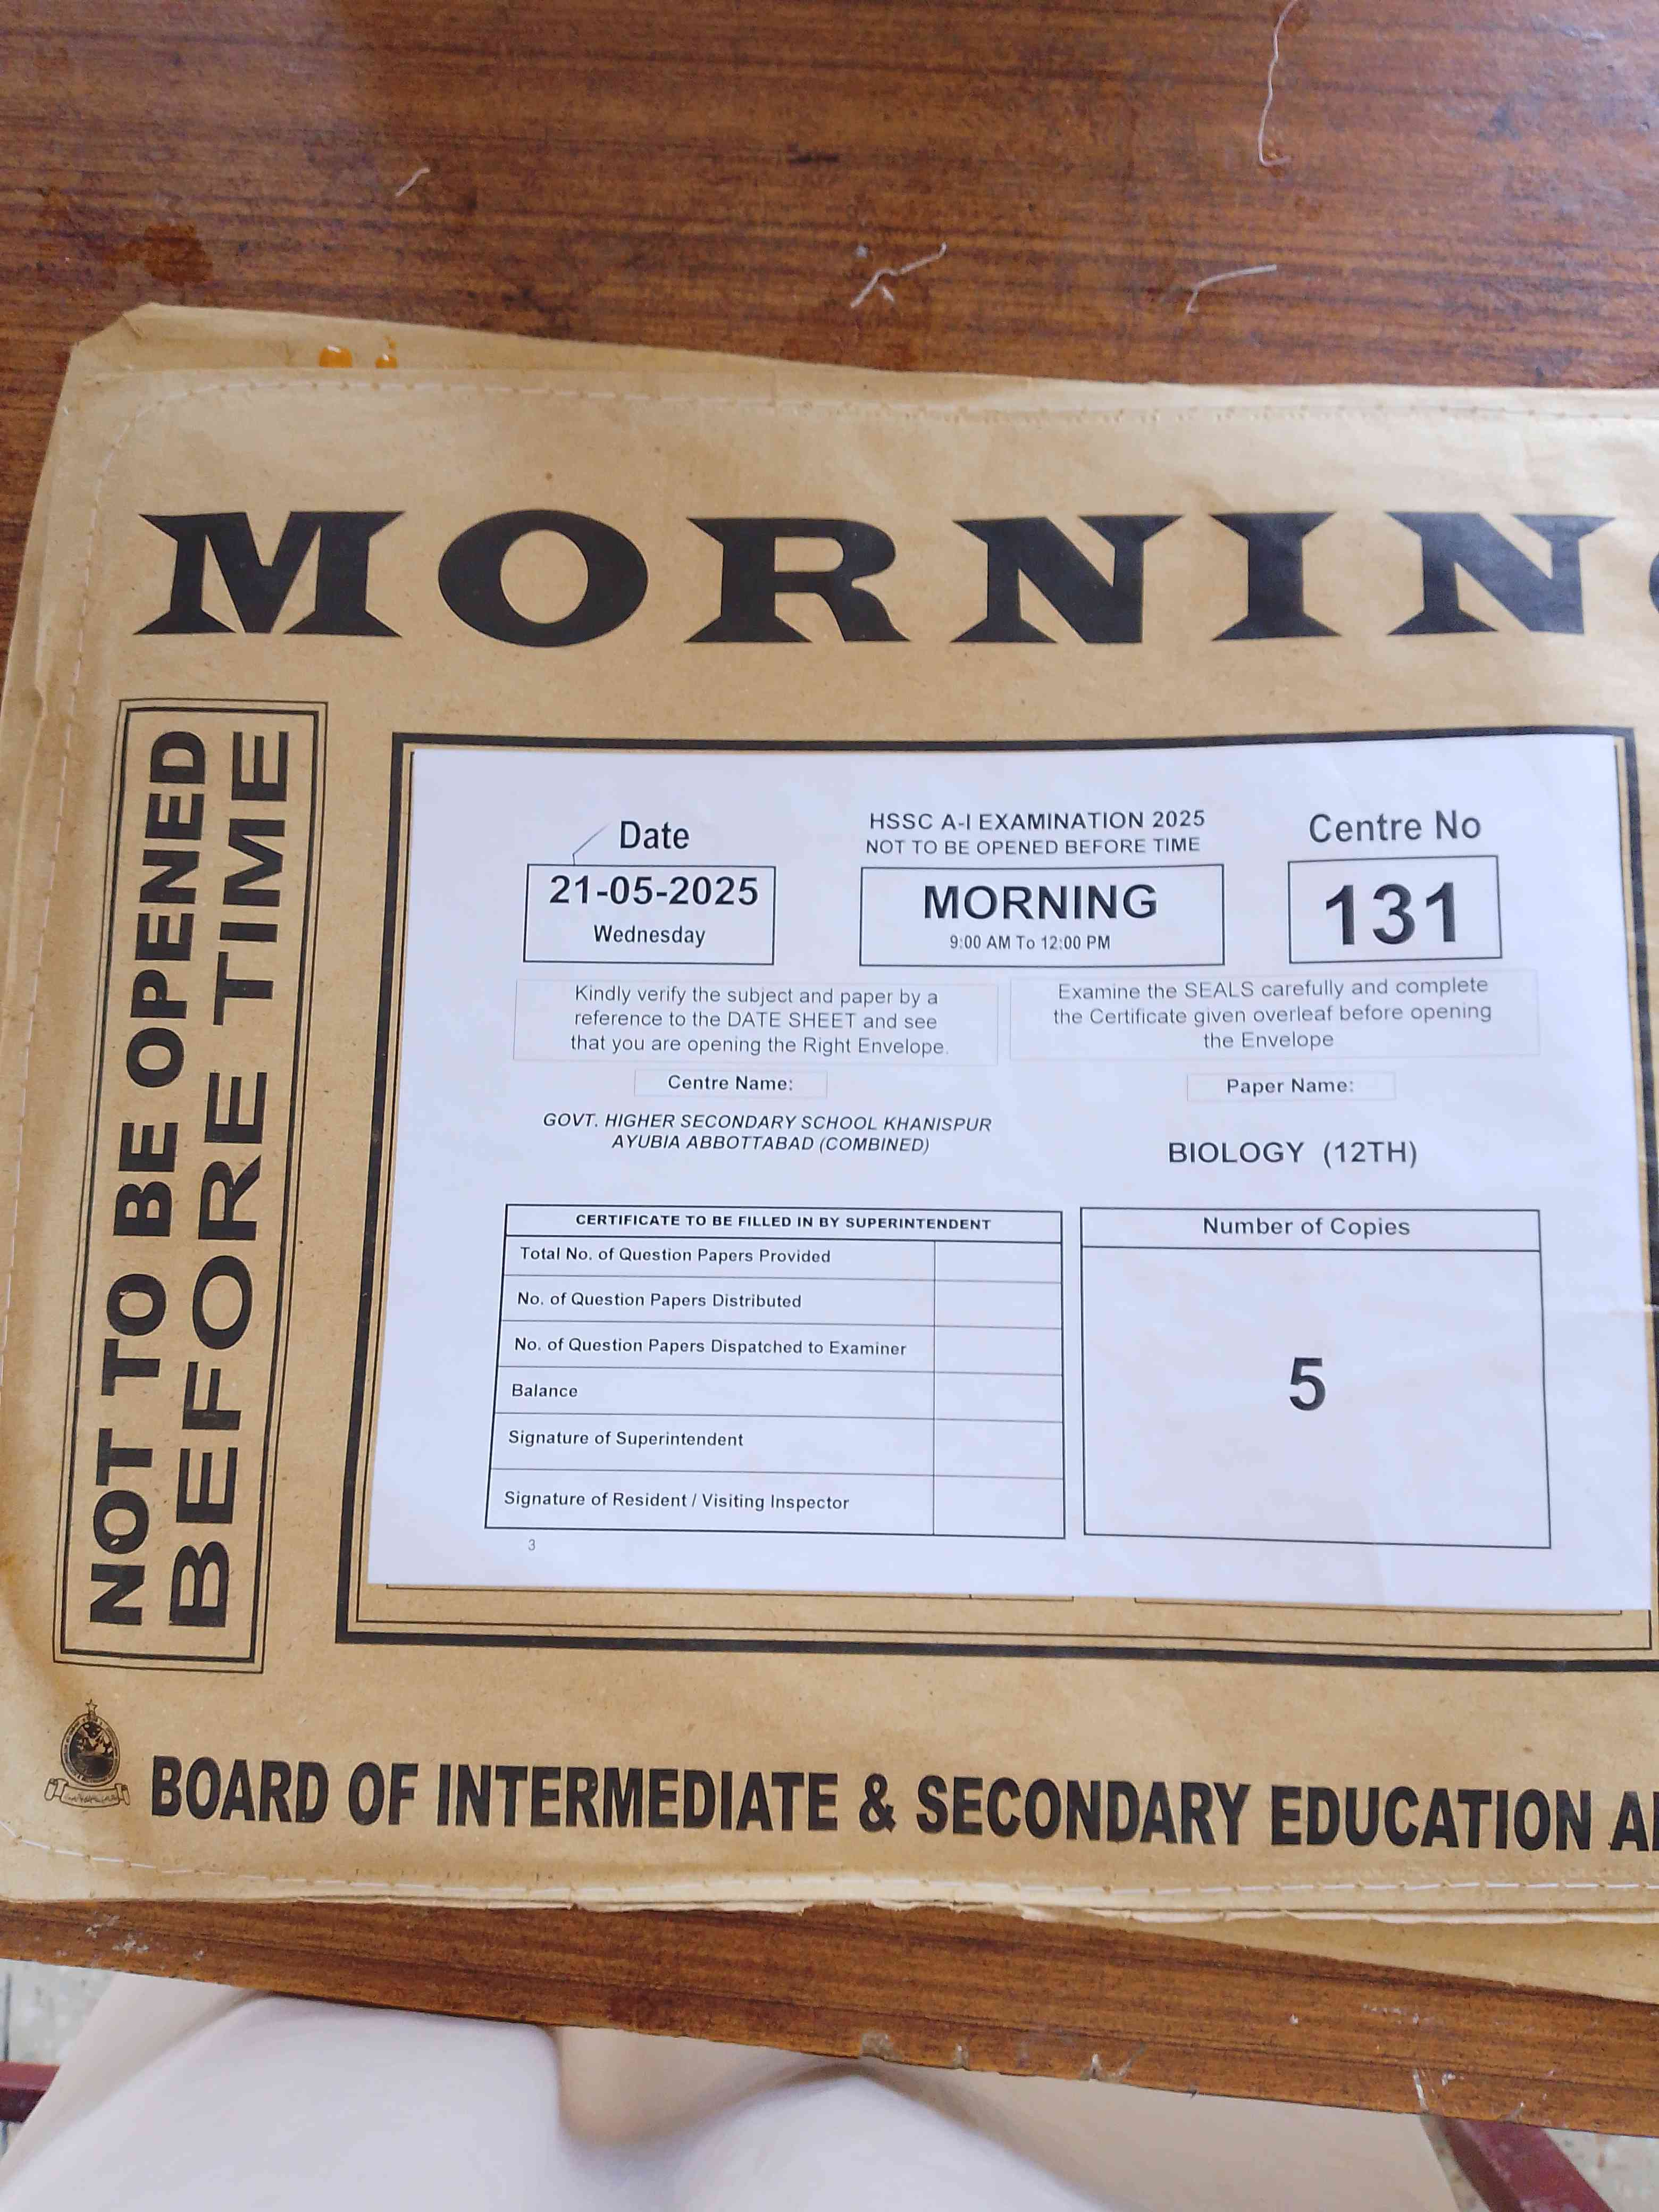 MORNIN
NOT TO BE OPENED
BEFORE TIME
Date
21-05-2025
Wednesday
HSSC A-I EXAMINATION 2025
NOT TO BE OPENED BEFORE TIME
MORNING
9:00 AM To 12:00 PM
Centre No
131
Kindly verify the subject and paper by a
reference to the DATE SHEET and see
that you are opening the Right Envelope.
Examine the SEALS carefully and complete
the Certificate given overleaf before opening
the Envelope
Centre Name:
GOVT. HIGHER SECONDARY SCHOOL KHANISPUR
AYUBIA ABBOTTABAD (COMBINED)
Paper Name:
BIOLOGY (12TH)
CERTIFICATE TO BE FILLED IN BY SUPERINTENDENT
Total No. of Question Papers Provided
No. of Question Papers Distributed
No. of Question Papers Dispatched to Examiner
Balance
Signature of Superintendent
Signature of Resident / Visiting Inspector
3
Number of Copies
5
BOARD OF INTERMEDIATE & SECONDARY EDUCATION